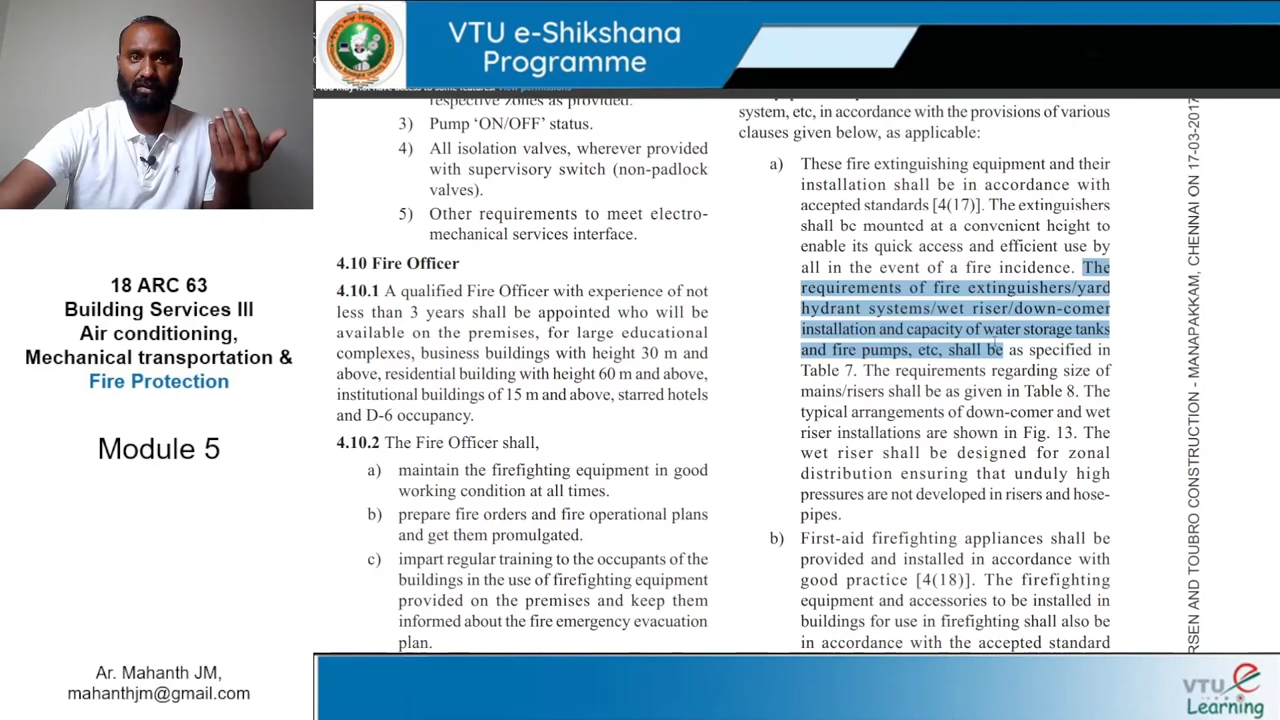 VTU e-Shikshana
Programme
18 ARC 63
Building Services III
Air conditioning,
Mechanical transportation &
Fire Protection
Module 5
Ar. Mahanth JM,
mahanthjm@gmail.com
respective zones as provided.
3) Pump ‘ON/OFF’ status.
4) All isolation valves, wherever provided
with supervisory switch (non-padlock
valves).
5) Other requirements to meet electro-
mechanical services interface.
4.10 Fire Officer
4.10.1 A qualified Fire Officer with experience of not
less than 3 years shall be appointed who will be
available on the premises, for large educational
complexes, business buildings with height 30 m and
above, residential building with height 60 m and above,
institutional buildings of 15 m and above, starred hotels
and D-6 occupancy.
4.10.2 The Fire Officer shall,
a) maintain the firefighting equipment in good
working condition at all times.
b) prepare fire orders and fire operational plans
and get them promulgated.
c) impart regular training to the occupants of the
buildings in the use of firefighting equipment
provided on the premises and keep them
informed about the fire emergency evacuation
plan.
system, etc, in accordance with the provisions of various
clauses given below, as applicable:
a) These fire extinguishing equipment and their
installation shall be in accordance with
accepted standards [4(17)]. The extinguishers
shall be mounted at a convenient height to
enable its quick access and efficient use by
all in the event of a fire incidence. The
requirements of fire extinguishers/yard
hydrant systems/wet riser/down-comer
installation and capacity of water storage tanks
and fire pumps, etc, shall be as specified in
Table 7. The requirements regarding size of
mains/risers shall be as given in Table 8. The
typical arrangements of down-comer and wet
riser installations are shown in Fig. 13. The
wet riser shall be designed for zonal
distribution ensuring that unduly high
pressures are not developed in risers and hose-
pipes.
b) First-aid firefighting appliances shall be
provided and installed in accordance with
good practice [4(18)]. The firefighting
equipment and accessories to be installed in
buildings for use in firefighting shall also be
in accordance with the accepted standard
RSEN AND TOUBRO CONSTRUCTION - MANAPAKKAM, CHENNAI ON 17-03-2017
VTU e
Learning